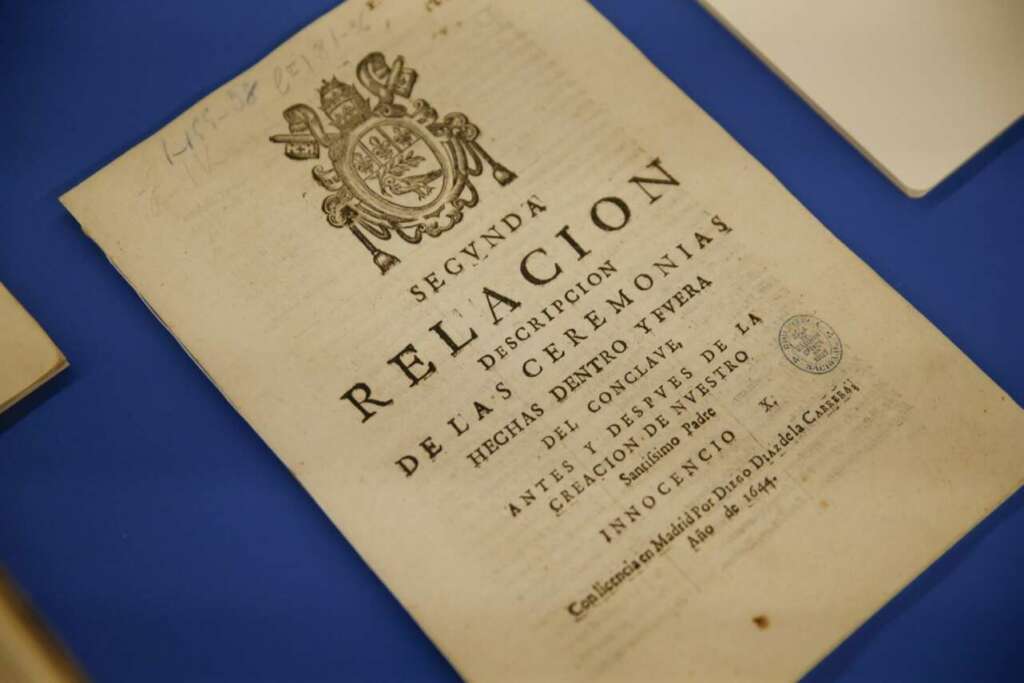 SEGVNDA
RELACION
DESCRIPCION
DE LAS CEREMONIAS
HECHAS DENTRO Y FVERA
DEL CONCLAVE,
ANTES Y DESPVES DE LA
CREACION DE NVESTRO
Santissimo Padre
INNOCENCIO X.
Con licencia en Madrid Por DIEGO DIAZ de la CARRERA;
Año de 1644.